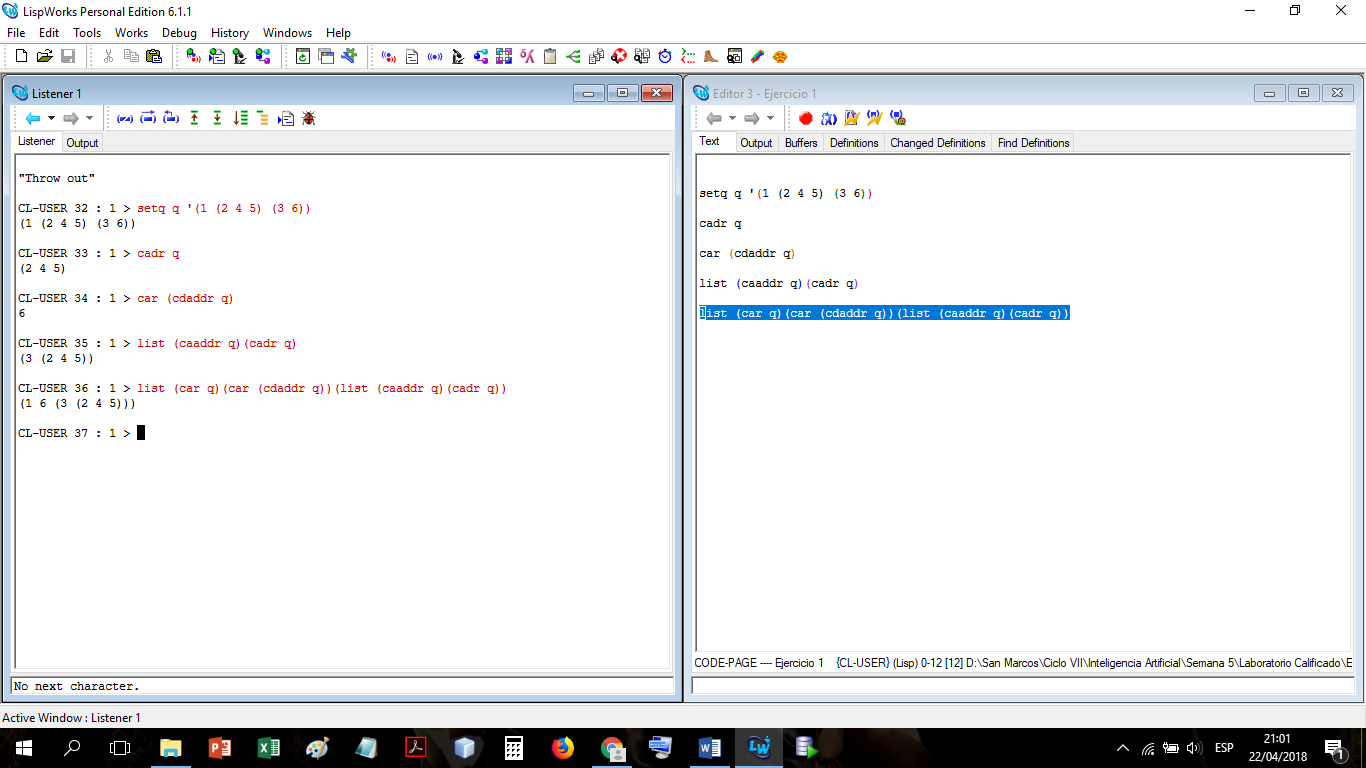 LispWorks Personal Edition 6.1.1
File Edit Tools Works Debug History Windows Help
Listener 1
Listener Output
"Throw out"
CL-USER 32 : 1 > setq q '(1 (2 4 5) (3 6))
(1 (2 4 5) (3 6))
CL-USER 33 : 1 > cadr q
(2 4 5)
CL-USER 34 : 1 > car (cdaddr q)
6
CL-USER 35 : 1 > list (caaddr q)(cadr q)
(3 (2 4 5))
CL-USER 36 : 1 > list (car q)(car (cdaddr q))(list (caaddr q)(cadr q))
(1 6 (3 (2 4 5)))
CL-USER 37 : 1 >
No next character.
Editor 3 - Ejercicio 1
Text Output Buffers Definitions Changed Definitions Find Definitions
setq q '(1 (2 4 5) (3 6))
cadr q
car (cdaddr q)
list (caaddr q)(cadr q)
list (car q)(car (cdaddr q))(list (caaddr q)(cadr q))
CODE-PAGE ---- Ejercicio 1 {CL-USER} (Lisp) 0-12 [12] D:\San Marcos\Ciclo VII\Inteligencia Artificial\Semana 5\Laboratorio Calificado\E
Active Window : Listener 1
ESP
21:01
22/04/2018
1